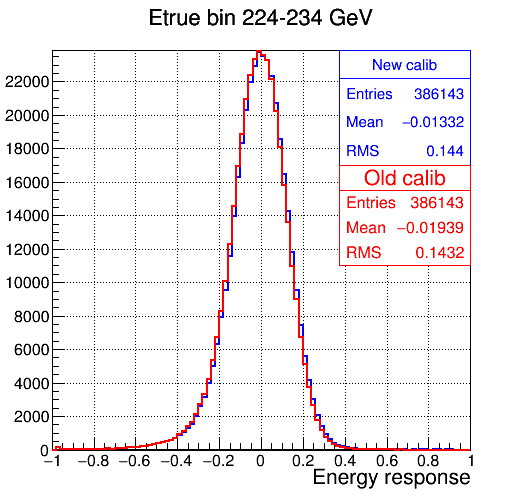 Etrue bin 224-234 GeV
New calib
Entries 386143
Mean −0.01332
RMS 0.144
Old calib
Entries 386143
Mean −0.01939
RMS 0.1432
22000
20000
18000
16000
14000
12000
10000
8000
6000
4000
2000
0
−1 −0.8 −0.6 −0.4 −0.2 0 0.2 0.4 0.6 0.8 1
Energy response